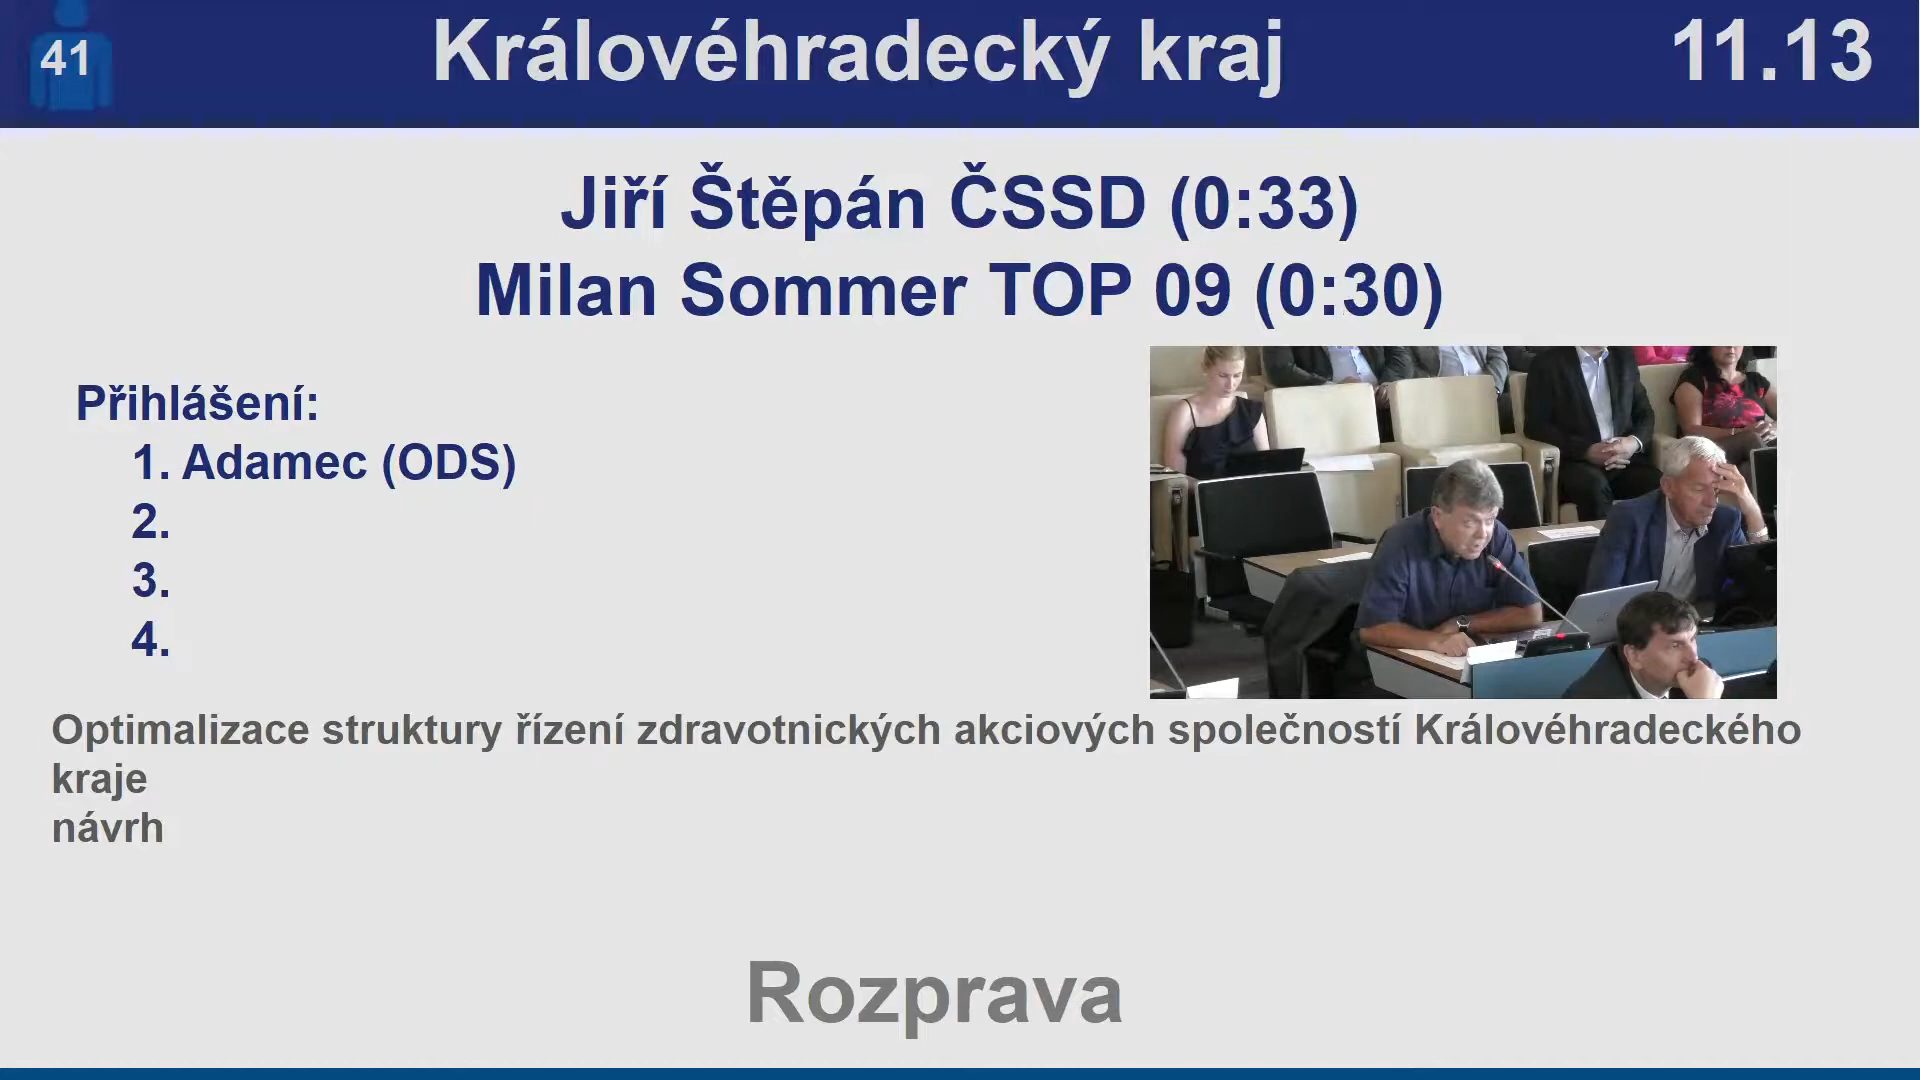 41
Královéhradecký kraj
11.13
Jiří Štěpán ČSSD (0:33)
Milan Sommer TOP 09 (0:30)
Přihlášení:
1. Adamec (ODS)
2.
3.
4.
Optimalizace struktury řízení zdravotnických akciových společností Královéhradeckého
kraje
návrh
Rozprava